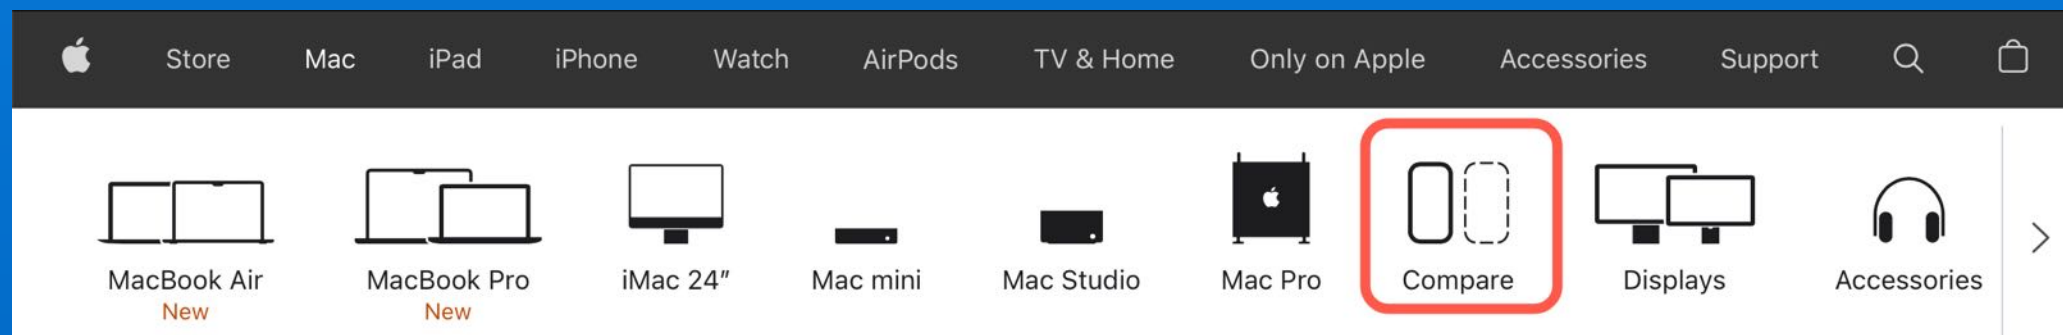 Store Mac iPad iPhone Watch AirPods TV & Home Only on Apple Accessories Support
MacBook Air MacBook Pro iMac 24″ Mac mini Mac Studio Mac Pro Compare Displays Accessories
New New